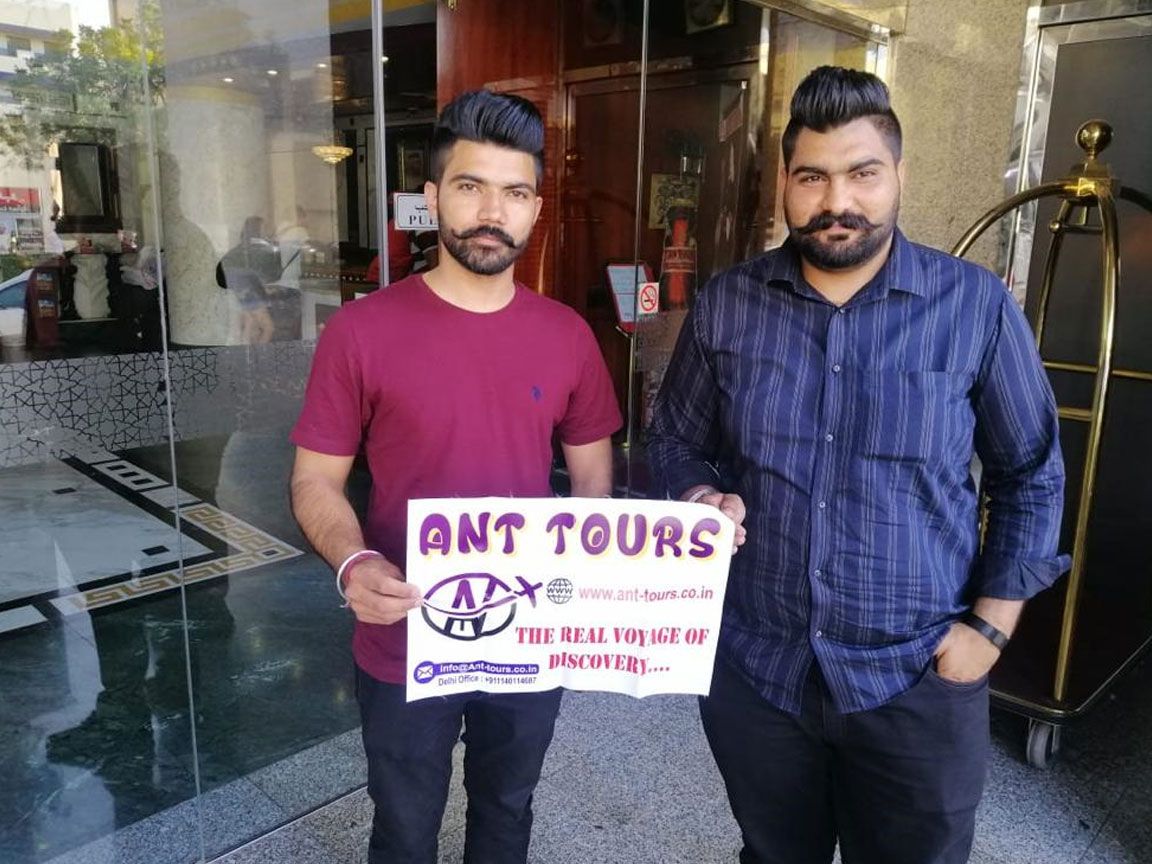 ANT TOURS
www
www.ant-tours.co.in
THE REAL VOYAGE OF
DISCOVERY....
info@Ant-tours.co.in
Delhi Office : +911140114687